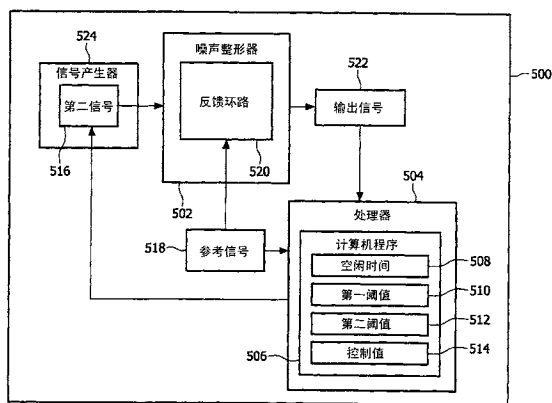 524
信号产生器
第二信号
516
噪声整形器
反馈环路
520
502
522
输出信号
500
504
518
参考信号
处理器
计算机程序
空闲时间
508
第一阈值
510
第二阈值
512
控制值
514
506